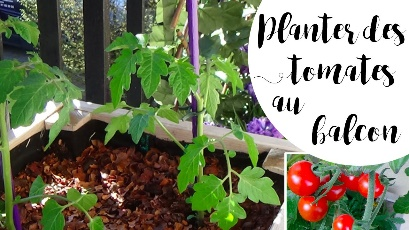 Planter des
tomates
au
balcon